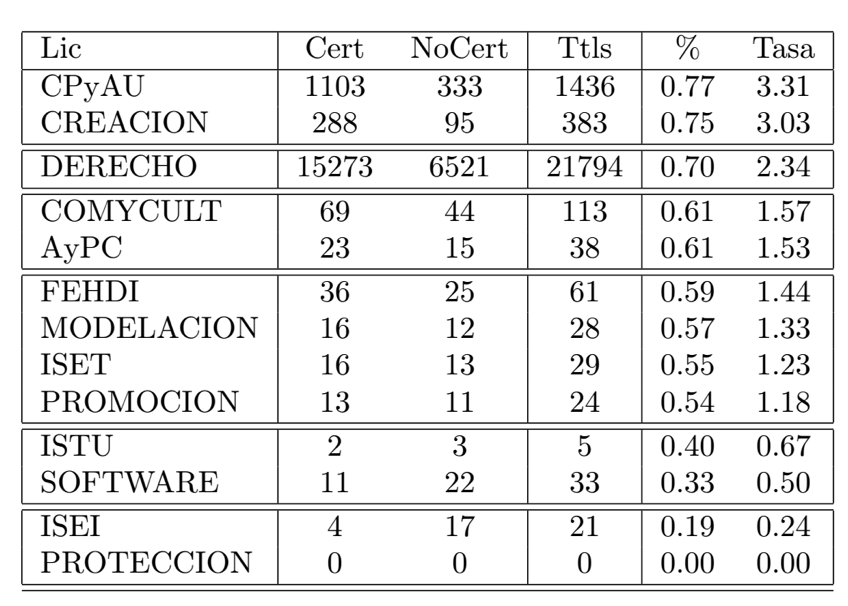 Lic Cert NoCert Ttls % Tasa
CPyAU 1103 333 1436 0.77 3.31
CREACION 288 95 383 0.75 3.03
DERECHO 15273 6521 21794 0.70 2.34
COMYCULT 69 44 113 0.61 1.57
AyPC 23 15 38 0.61 1.53
FEHDI 36 25 61 0.59 1.44
MODELACION 16 12 28 0.57 1.33
ISET 16 13 29 0.55 1.23
PROMOCION 13 11 24 0.54 1.18
ISTU 2 3 5 0.40 0.67
SOFTWARE 11 22 33 0.33 0.50
ISEI 4 17 21 0.19 0.24
PROTECCION 0 0 0 0.00 0.00